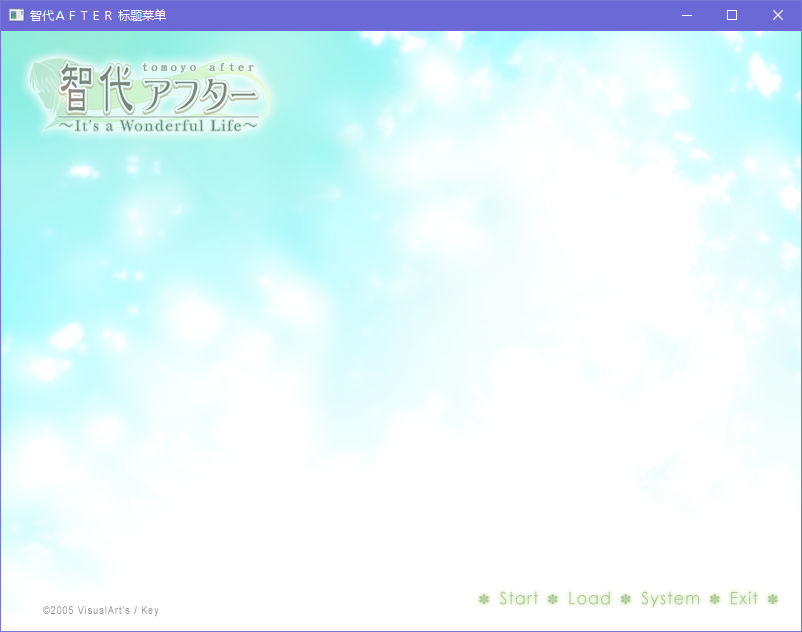 智代ＡＦＴＥＲ 标题菜单
tomoyo after
智代アフター
～It's a Wonderful Life～
✽ Start ✽ Load ✽ System ✽ Exit ✽
©2005 VisualArt's / Key